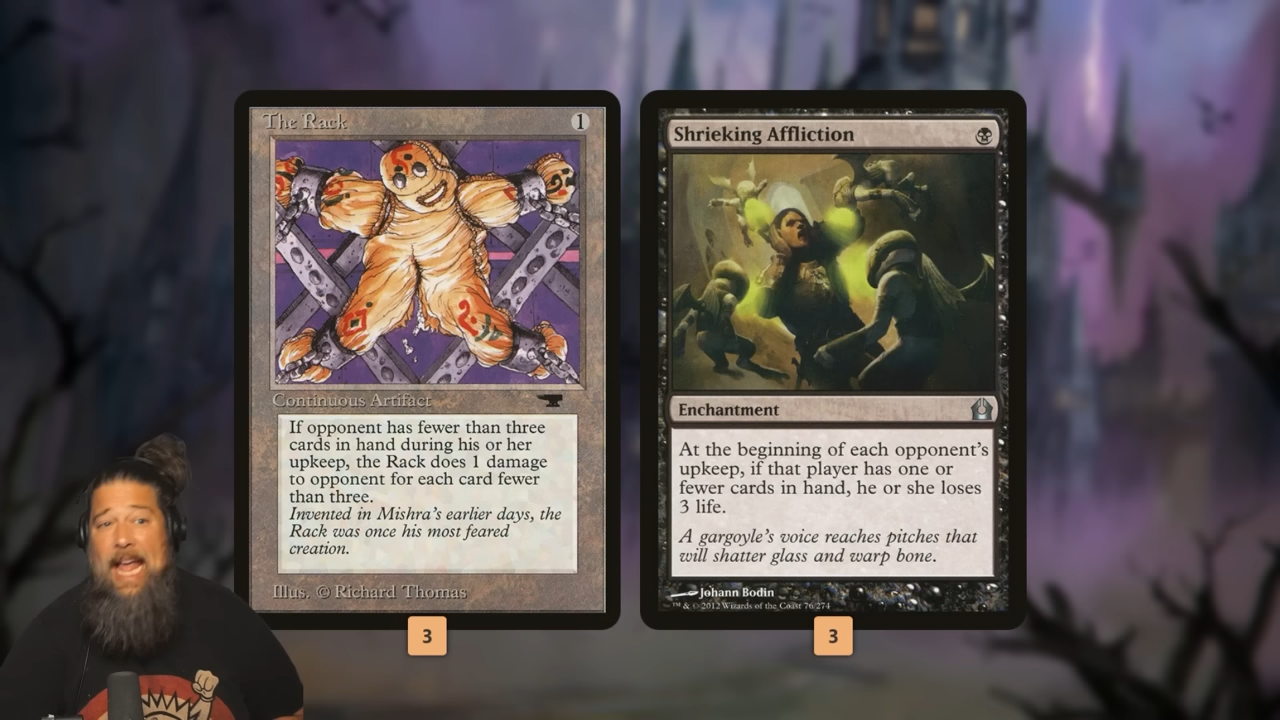 The Rack 1
Continuous Artifact
If opponent has fewer than three
cards in hand during his or her
upkeep, the Rack does 1 damage
to opponent for each card fewer
than three.
Invented in Mishra's earlier days, the
Rack was once his most feared
creation.
Illus. © Richard Thomas
3
Shrieking Affliction
Enchantment
At the beginning of each opponent's
upkeep, if that player has one or
fewer cards in hand, he or she loses
3 life.
A gargoyle's voice reaches pitches that
will shatter glass and warp bone.
Johann Bodin
™ & © 2012 Wizards of the Coast 76/274
3